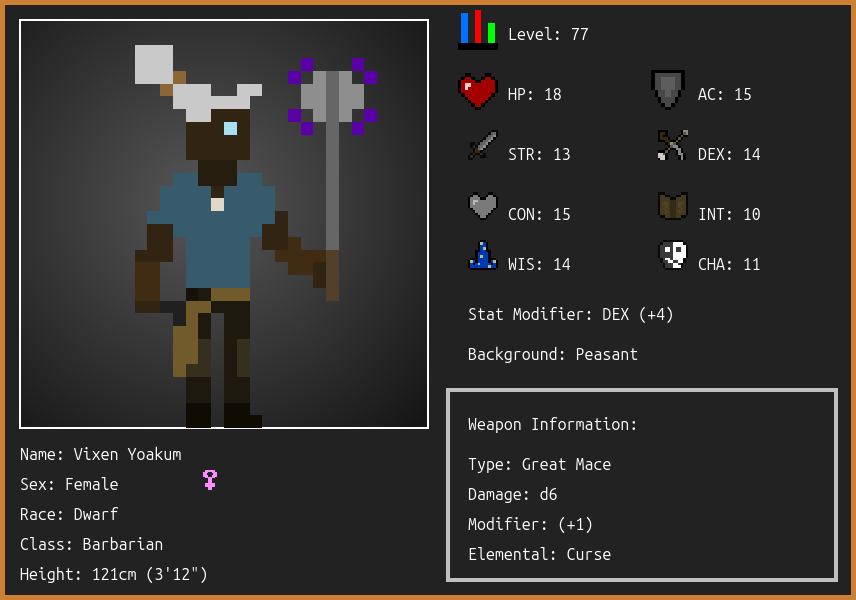 Level: 77
HP: 18
AC: 15
STR: 13
DEX: 14
CON: 15
INT: 10
WIS: 14
CHA: 11
Stat Modifier: DEX (+4)
Background: Peasant
Weapon Information:
Type: Great Mace
Damage: d6
Modifier: (+1)
Elemental: Curse
Name: Vixen Yoakum
Sex: Female
Race: Dwarf
Class: Barbarian
Height: 121cm (3'12")